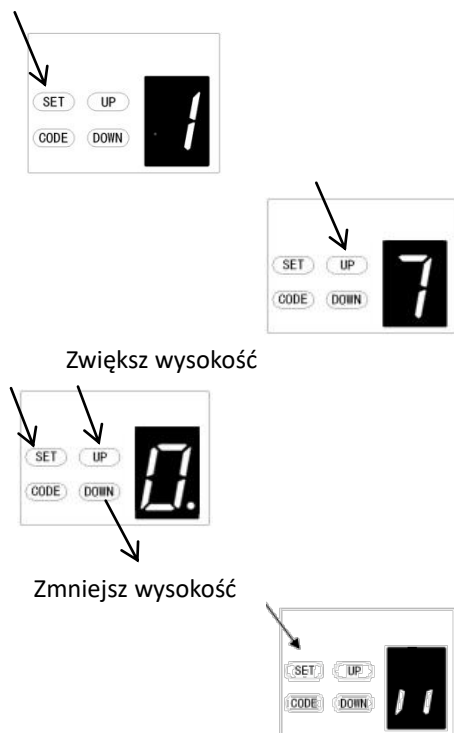 SET UP
CODE DOWN
1
SET UP
CODE DOWN
7
Zwiększ wysokość
SET UP
CODE DOWN
0.
Zmniejsz wysokość
SET UP
CODE DOWN